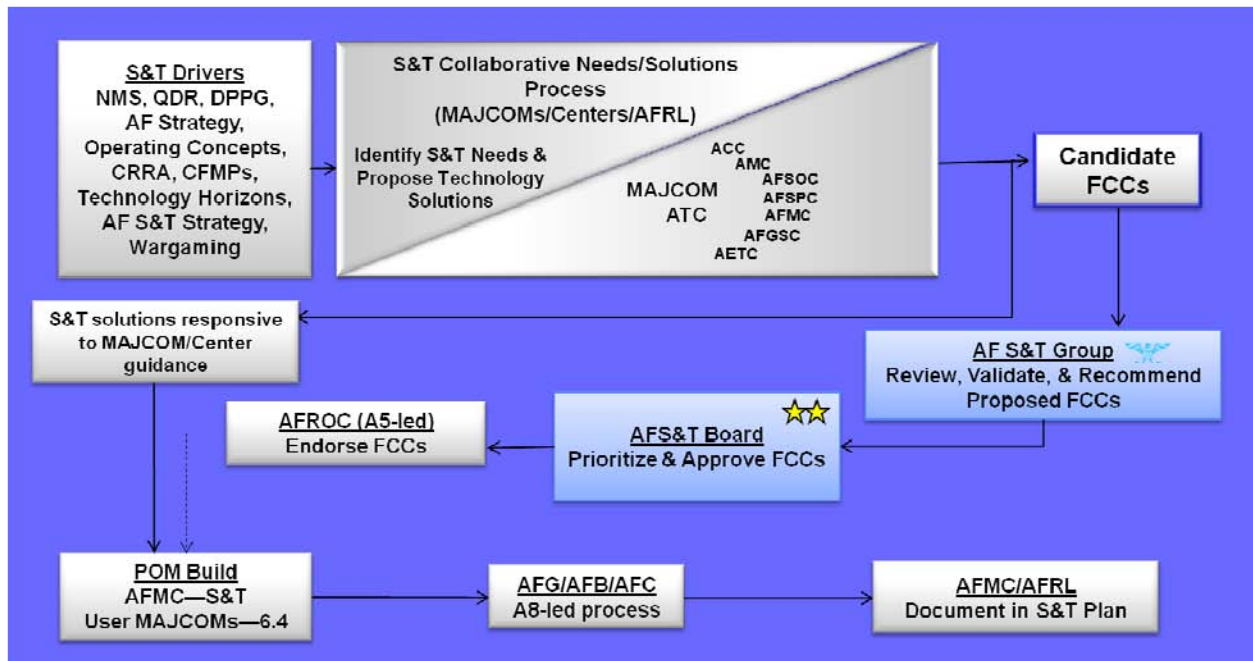 S&T Drivers
NMS, QDR, DPPG,
AF Strategy,
Operating Concepts,
CRRA, CFMPs,
Technology Horizons,
AF S&T Strategy,
Wargaming
S&T Collaborative Needs/Solutions
Process
(MAJCOMs/Centers/AFRL)
Identify S&T Needs &
Propose Technology
Solutions
MAJCOM
ATC
ACC
AMC
AFSOC
AFSPC
AFMC
AFGSC
AETC
Candidate
FCCs
S&T solutions responsive
to MAJCOM/Center
guidance
AF S&T Group
Review, Validate, & Recommend
Proposed FCCs
AFS&T Board
Prioritize & Approve FCCs
AFROC (A5-led)
Endorse FCCs
POM Build
AFMC—S&T
User MAJCOMs—6.4
AFG/AFB/AFC
A8-led process
AFMC/AFRL
Document in S&T Plan